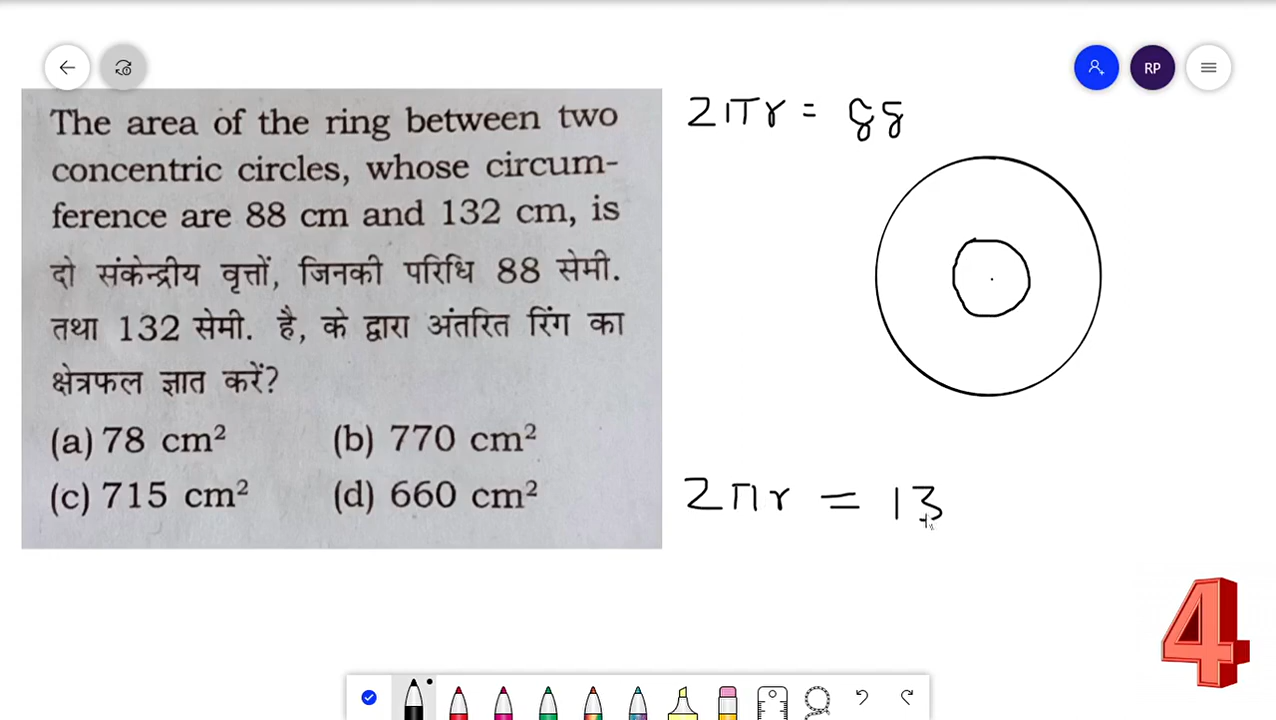 RP
The area of the ring between two
concentric circles, whose circum-
ference are 88 cm and 132 cm, is
दो संकेन्द्रीय वृत्तों, जिनकी परिधि 88 सेमी.
तथा 132 सेमी. है, के द्वारा अंतरित रिंग का
क्षेत्रफल ज्ञात करें?
(a) 78 cm² (b) 770 cm²
(c) 715 cm² (d) 660 cm²
2πr = 88
2πr = 13
4